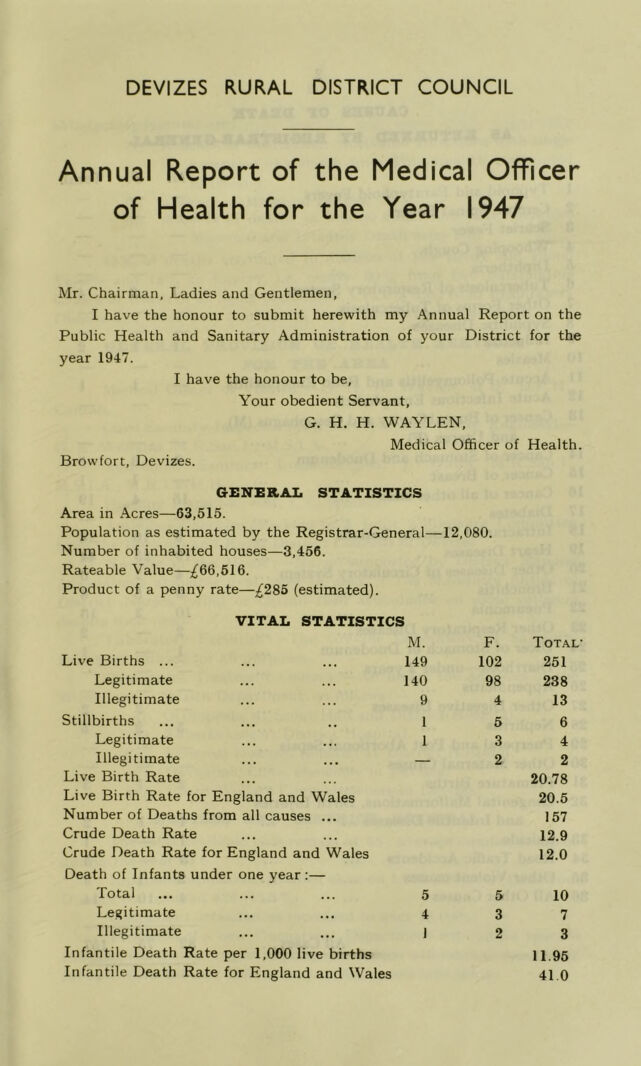 DEVIZES RURAL DISTRICT COUNCIL
Annual Report of the Medical Officer
of Health for the Year 1947
Mr. Chairman, Ladies and Gentlemen,
I have the honour to submit herewith my Annual Report on the
Public Health and Sanitary Administration of your District for the
year 1947.
I have the honour to be,
Your obedient Servant,
G. H. H. WAYLEN,
Medical Officer of Health.
Browfort, Devizes.
GENERAL STATISTICS
Area in Acres—63,515.
Population as estimated by the Registrar-General—12,080.
Number of inhabited houses—3,456.
Rateable Value—£66,516.
Product of a penny rate—£285 (estimated).
VITAL STATISTICS
M. F. TOTAL·
Live Births ... ... ... 149 102 251
Legitimate ... ... 140 98 238
Illegitimate ... ... 9 4 13
Stillbirths ... ... .. 1 5 6
Legitimate ... ... 1 3 4
Illegitimate ... ... — 2 2
Live Birth Rate ... ... 20.78
Live Birth Rate for England and Wales 20.5
Number of Deaths from all causes ... 157
Crude Death Rate ... ... 12.9
Crude Death Rate for England and Wales 12.0
Death of Infants under one year :—
Total ... ... ... 5 5 10
Legitimate ... ... 4 3 7
Illegitimate ... ... 1 2 3
Infantile Death Rate per 1,000 live births 11.95
Infantile Death Rate for England and Wales 41.0